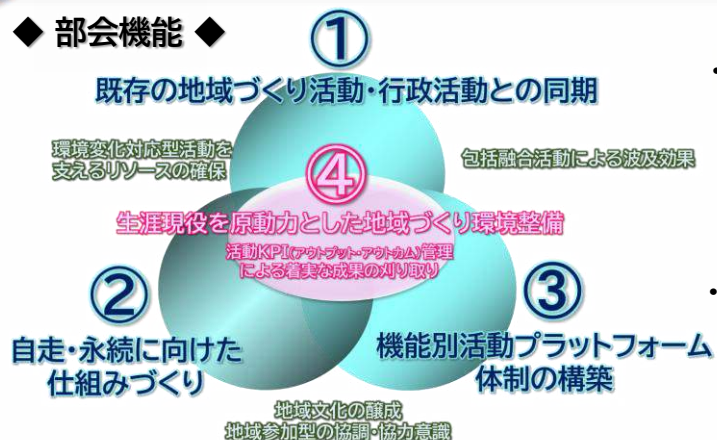 ◆ 部会機能 ◆
①
既存の地域づくり活動・行政活動との同期
環境変化対応型活動を
支えるリソースの確保
包括融合活動による波及効果
④
生涯現役を原動力とした地域づくり環境整備
活動KPI(アウトプット・アウトカム)管理
による着実な成果の刈り取り
②
自走・永続に向けた
仕組みづくり
③
機能別活動プラットフォーム
体制の構築
地域文化の醸成
地域参加型の協調・協力意識